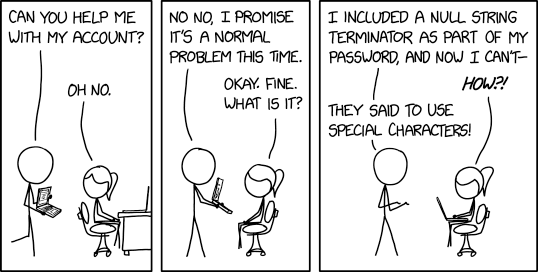 CAN YOU HELP ME
WITH MY ACCOUNT?
OH NO.
NO NO, I PROMISE
IT'S A NORMAL
PROBLEM THIS TIME.
OKAY. FINE.
WHAT IS IT?
I INCLUDED A NULL STRING
TERMINATOR AS PART OF MY
PASSWORD, AND NOW I CAN'T–
HOW?!
THEY SAID TO USE
SPECIAL CHARACTERS!